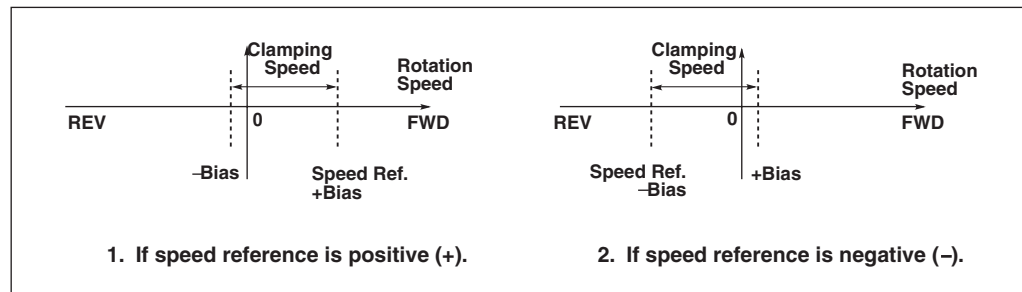 Clamping
Speed
Rotation
Speed
REV
0
FWD
–Bias
Speed Ref.
+Bias
1. If speed reference is positive (+).
Clamping
Speed
Rotation
Speed
REV
0
FWD
Speed Ref.
–Bias
+Bias
2. If speed reference is negative (–).